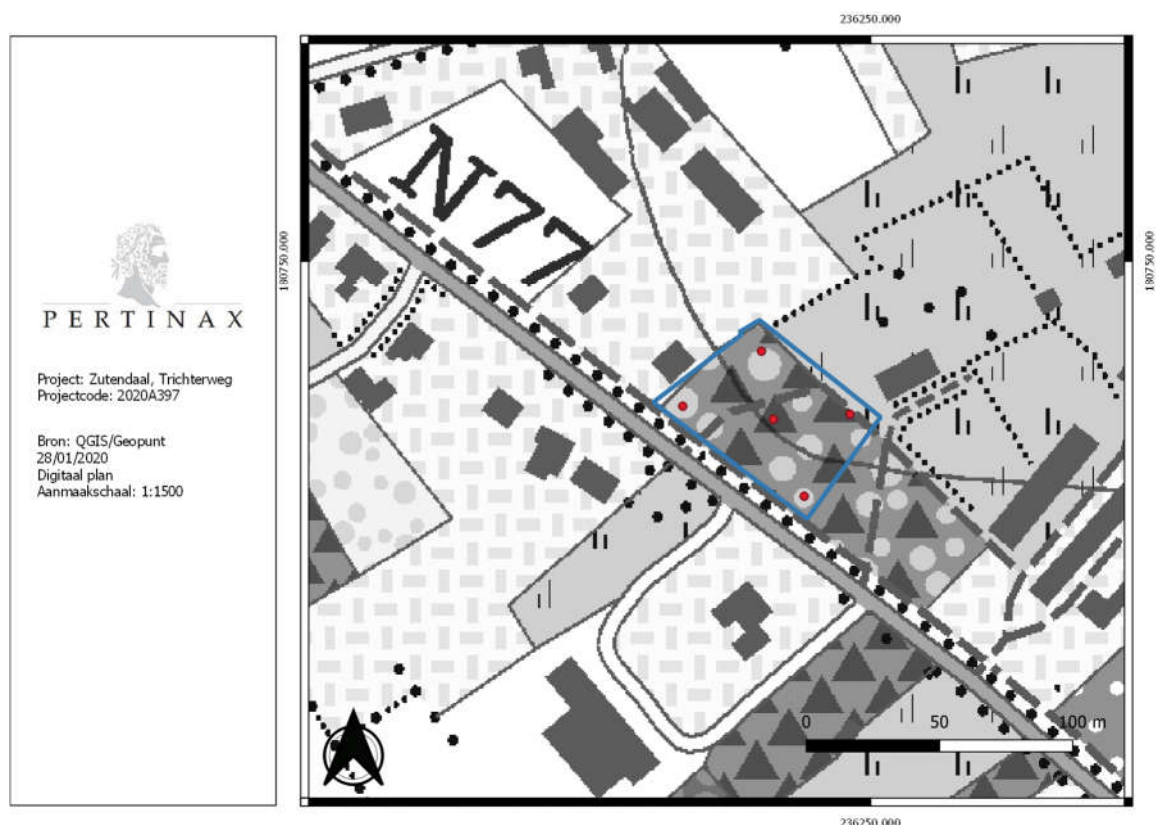 236250.000
PERTINAX
Project: Zutendaal, Trichterweg
Projectcode: 2020A397
Bron: QGIS/Geopunt
28/01/2020
Digitaal plan
Aanmaakschaal: 1:1500
180750.000
N77
180750.000
0 50 100 m
236250.000